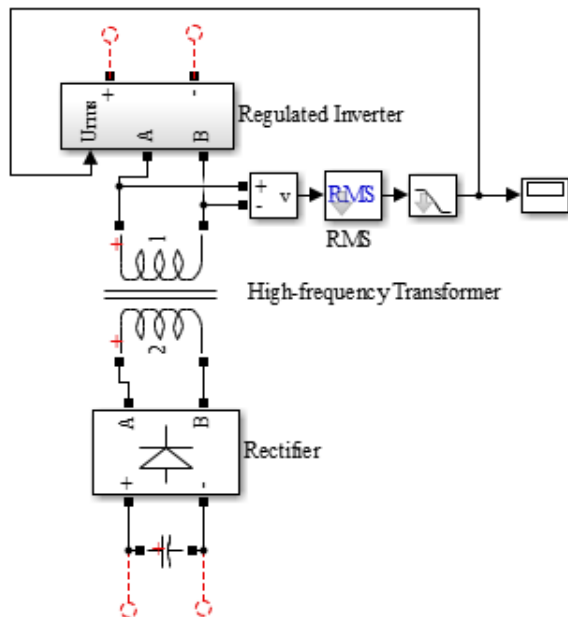 + -
Urms A B
Regulated Inverter
+
-
v
RMS
RMS
+
1
High-frequency Transformer
+
2
A B
Rectifier
+ -
+